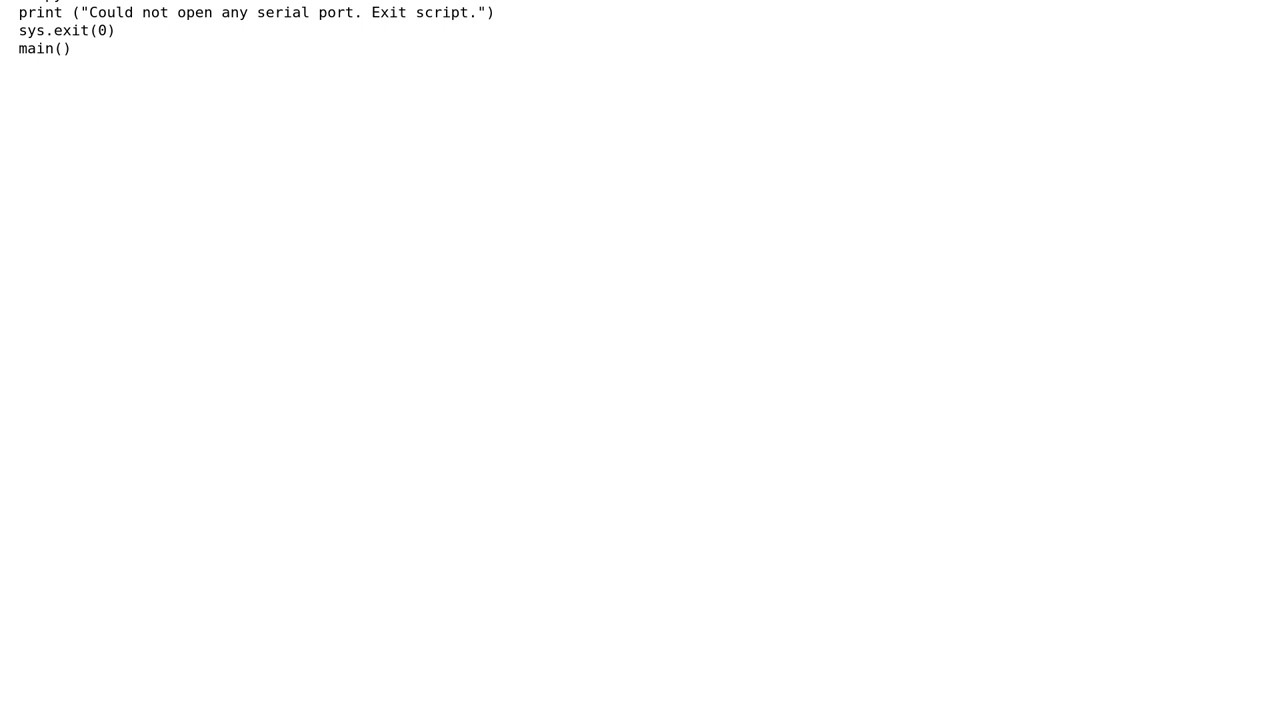 print ("Could not open any serial port. Exit script.")
sys.exit(0)
main()